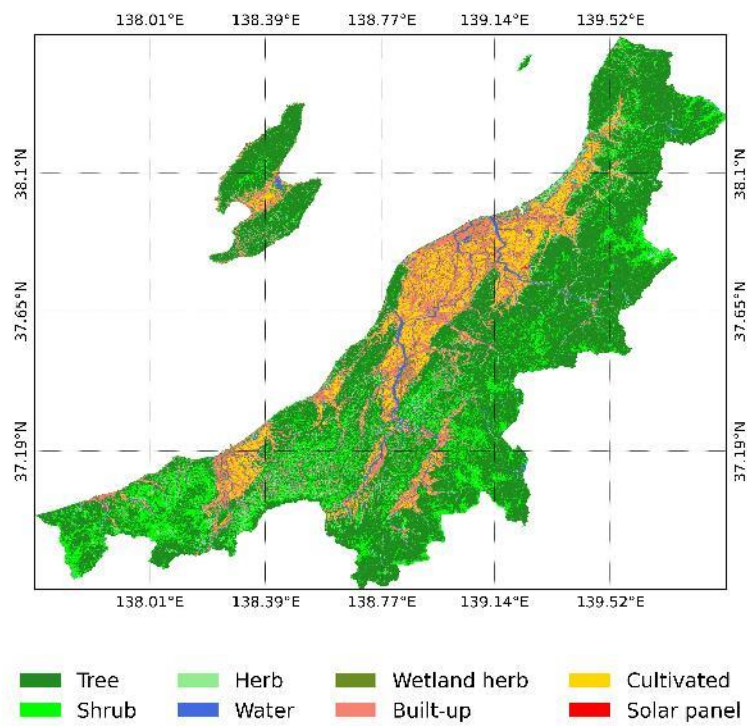 138.01°E 138.39°E 138.77°E 139.14°E 139.52°E
38.1°N 38.1°N
37.65°N 37.65°N
37.19°N 37.19°N
138.01°E 138.39°E 138.77°E 139.14°E 139.52°E
Tree Herb Wetland herb Cultivated
Shrub Water Built-up Solar panel